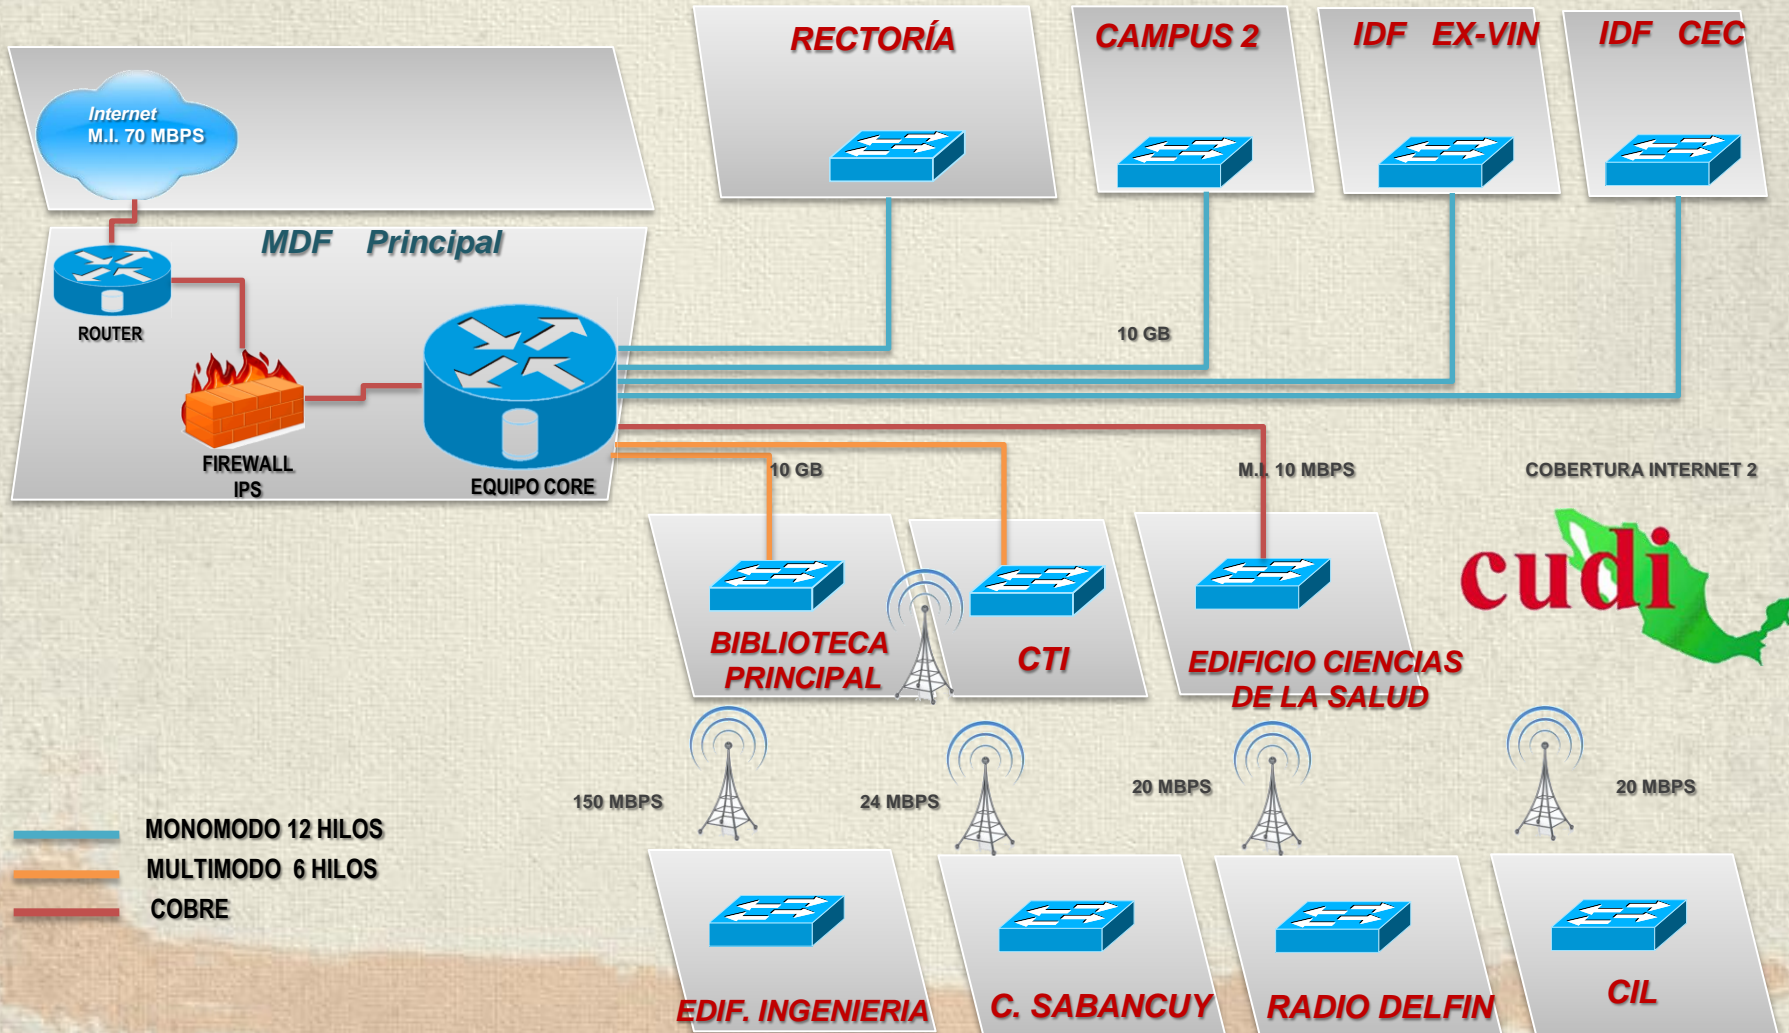 RECTORÍA
CAMPUS 2
IDF EX-VIN
IDF CEC
Internet
M.I. 70 MBPS
MDF Principal
ROUTER
FIREWALL
IPS
EQUIPO CORE
10 GB
10 GB
M.I. 10 MBPS
COBERTURA INTERNET 2
cudi
BIBLIOTECA
PRINCIPAL
CTI
EDIFICIO CIENCIAS
DE LA SALUD
150 MBPS
24 MBPS
20 MBPS
20 MBPS
MONOMODO 12 HILOS
MULTIMODO 6 HILOS
COBRE
EDIF. INGENIERIA
C. SABANCUY
RADIO DELFIN
CIL